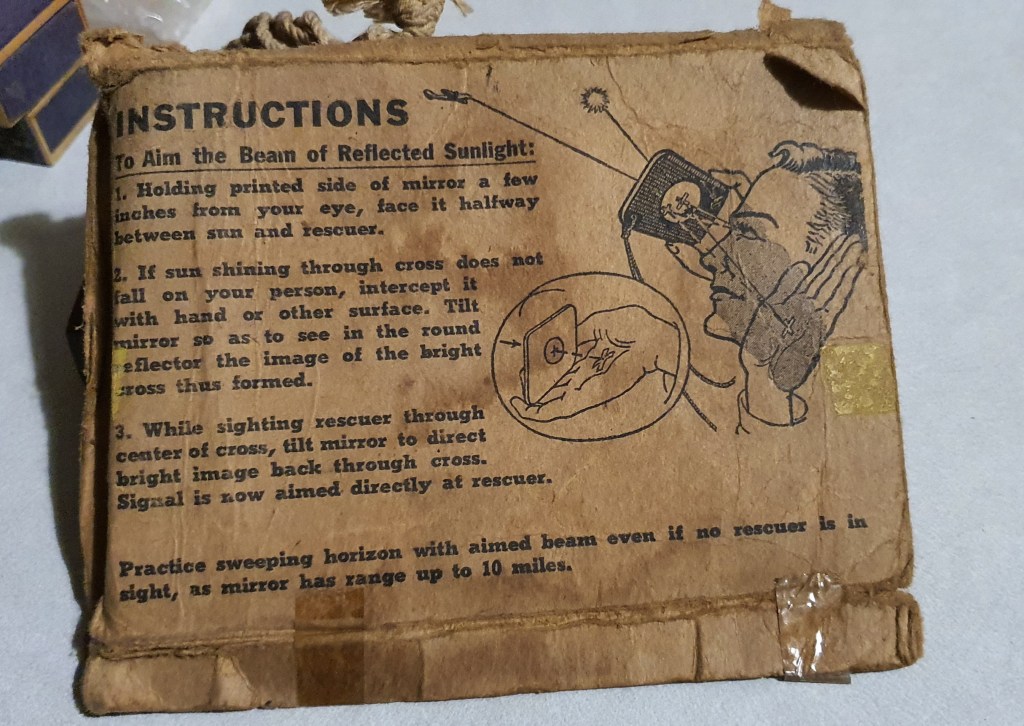 INSTRUCTIONS
To Aim the Beam of Reflected Sunlight:
1. Holding printed side of mirror a few
inches from your eye, face it halfway
between sun and rescuer.
2. If sun shining through cross does not
fall on your person, intercept it
with hand or other surface. Tilt
mirror so as to see in the round
reflector the image of the bright
cross thus formed.
3. While sighting rescuer through
center of cross, tilt mirror to direct
bright image back through cross.
Signal is now aimed directly at rescuer.
Practice sweeping horizon with aimed beam even if no rescuer is in
sight, as mirror has range up to 10 miles.